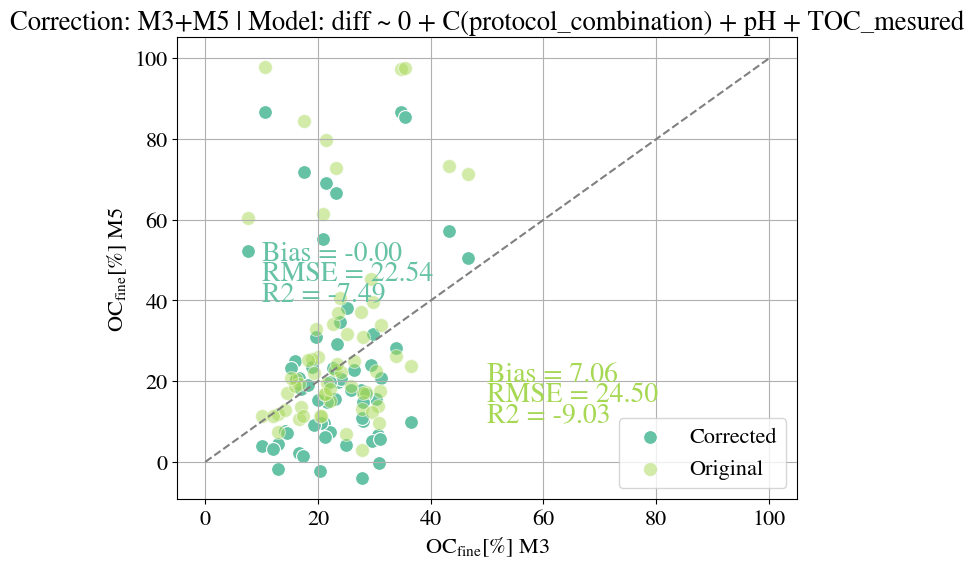 Correction: M3+M5 | Model: diff ~ 0 + C(protocol_combination) + pH + TOC_mesured
100
80
60
40
20
0
OCfine[%] M5
Bias = -0.00
RMSE = 22.54
R2 = -7.49
Bias = 7.06
RMSE = 24.50
R2 = -9.03
Corrected
Original
0
20
40
60
80
100
OCfine[%] M3